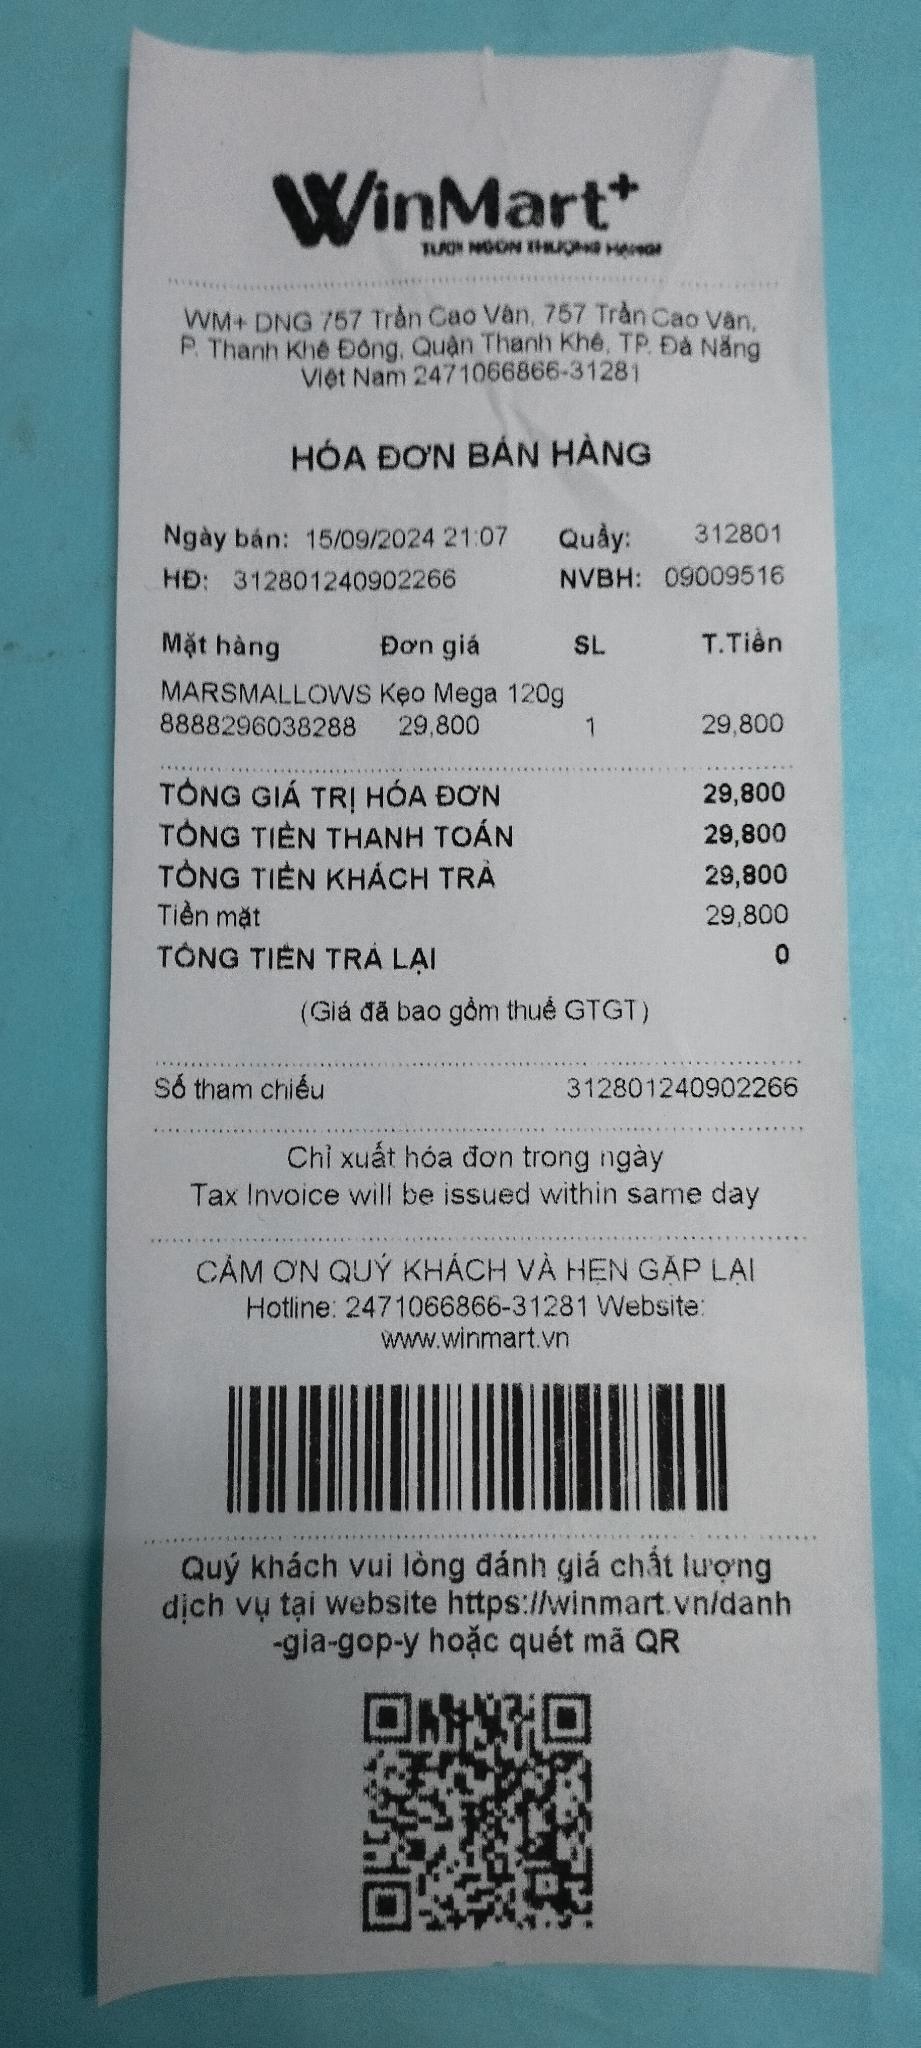 WinMart+
TƯƠI NGON THƯỢNG HẠNG!
WM+ DNG 757 Trần Cao Vân, 757 Trần Cao Vân,
P. Thanh Khê Đông, Quận Thanh Khê, TP. Đà Nẵng
Việt Nam 2471066866-31281
HÓA ĐƠN BÁN HÀNG
Ngày bán: 15/09/2024 21:07 Quầy: 312801
HĐ: 312801240902266 NVBH: 09009516
Mặt hàng Đơn giá SL T.Tiền
MARSMALLOWS Kẹo Mega 120g
8888296038288 29,800 1 29,800
TỔNG GIÁ TRỊ HÓA ĐƠN 29,800
TỔNG TIỀN THANH TOÁN 29,800
TỔNG TIỀN KHÁCH TRẢ 29,800
Tiền mặt 29,800
TỔNG TIỀN TRẢ LẠI 0
(Giá đã bao gồm thuế GTGT)
Số tham chiếu 312801240902266
Chỉ xuất hóa đơn trong ngày
Tax Invoice will be issued within same day
CẢM ƠN QUÝ KHÁCH VÀ HẸN GẶP LẠI
Hotline: 2471066866-31281 Website:
www.winmart.vn
Quý khách vui lòng đánh giá chất lượng
dịch vụ tại website https://winmart.vn/danh
-gia-gop-y hoặc quét mã QR